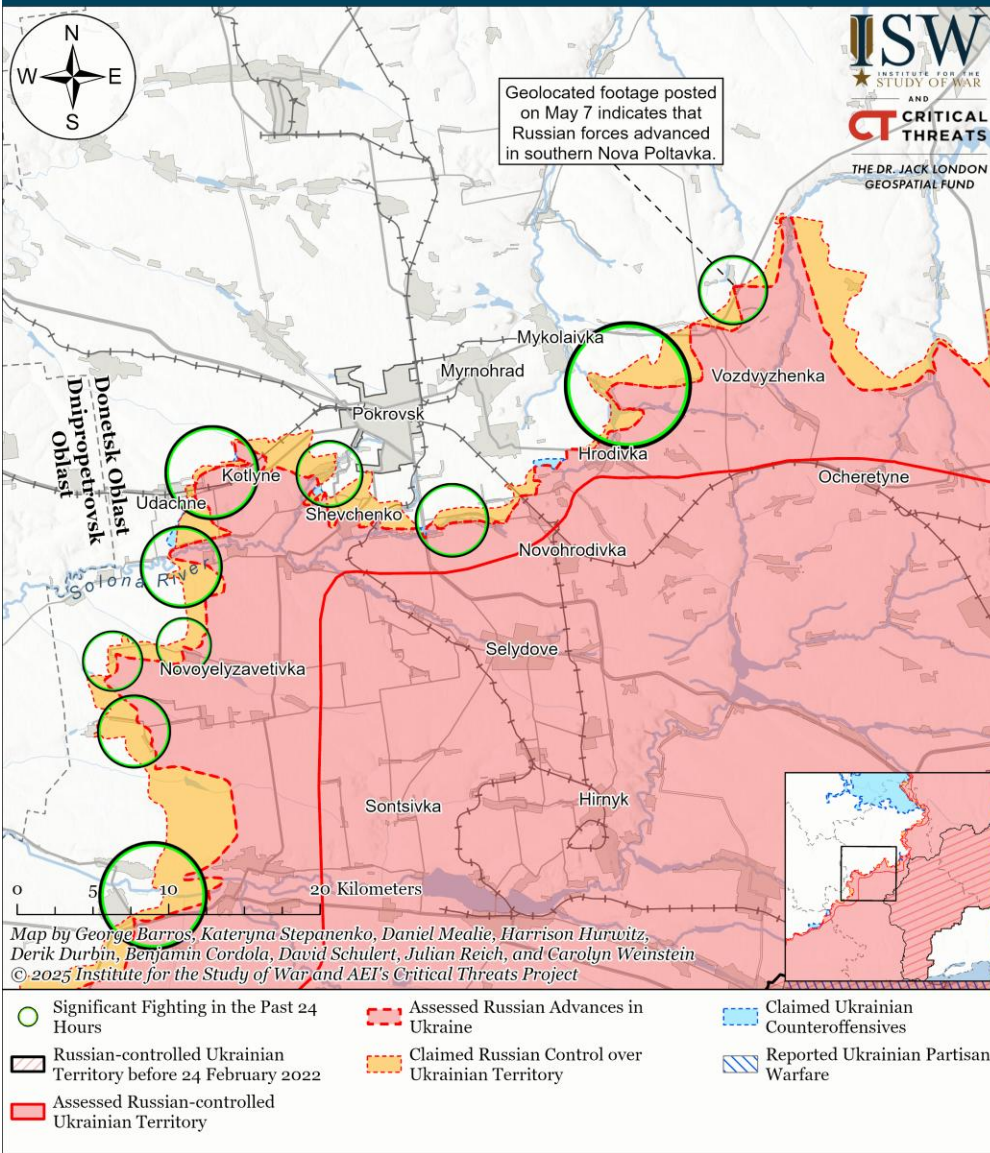 N
W
E
S
ISW
INSTITUTE FOR THE
STUDY OF WAR
AND
CT CRITICAL
THREATS
THE DR. JACK LONDON
GEOSPATIAL FUND
Geolocated footage posted
on May 7 indicates that
Russian forces advanced
in southern Nova Poltavka.
Mykolaivka
Myrnohrad
Vozdvyzhenka
Pokrovsk
Donetsk Oblast
Dnipropetrovsk
Oblast
Hrodivka
Kotlyne
Ocheretyne
Udachne
Shevchenko
Novohrodivka
Solona River
Selydove
Novoyelyzavetivka
Sontsivka
Hirnyk
0 5 10 20 Kilometers
Map by George Barros, Kateryna Stepanenko, Daniel Mealie, Harrison Hurwitz,
Derik Durbin, Benjamin Cordola, David Schulert, Julian Reich, and Carolyn Weinstein
© 2025 Institute for the Study of War and AEI's Critical Threats Project
Significant Fighting in the Past 24
Hours
Russian-controlled Ukrainian
Territory before 24 February 2022
Assessed Russian-controlled
Ukrainian Territory
Assessed Russian Advances in
Ukraine
Claimed Russian Control over
Ukrainian Territory
Claimed Ukrainian
Counteroffensives
Reported Ukrainian Partisan
Warfare